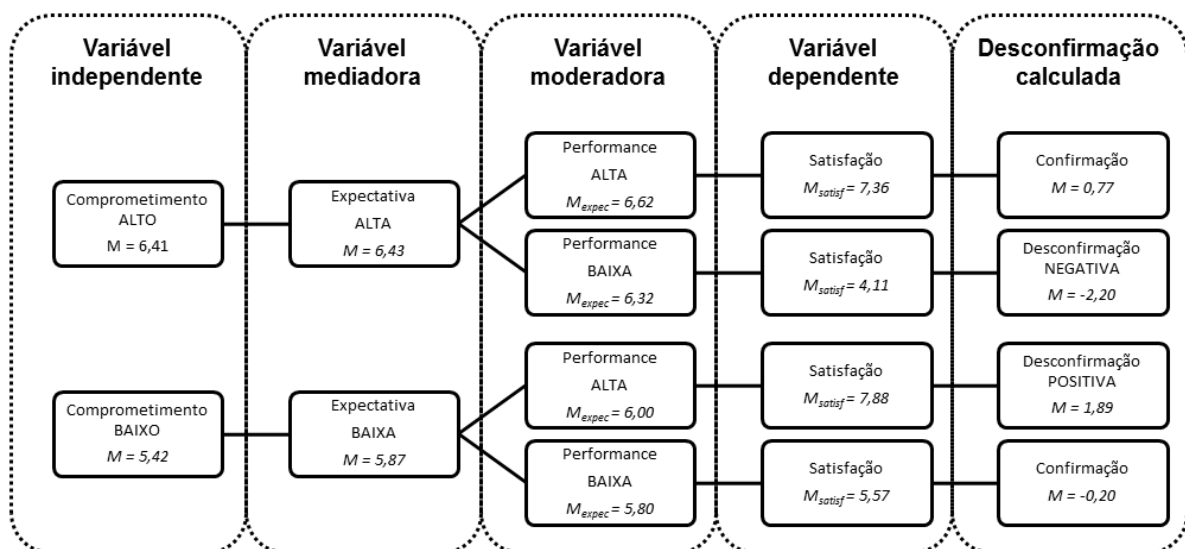 Variável
independente
Variável
mediadora
Variável
moderadora
Variável
dependente
Desconfirmação
calculada
Comprometimento
ALTO
M = 6,41
Expectativa
ALTA
M = 6,43
Performance
ALTA
Mexpec = 6,62
Satisfação
Msatisf = 7,36
Confirmação
M = 0,77
Performance
BAIXA
Mexpec = 6,32
Satisfação
Msatisf = 4,11
Desconfirmação
NEGATIVA
M = -2,20
Comprometimento
BAIXO
M = 5,42
Expectativa
BAIXA
M = 5,87
Performance
ALTA
Mexpec = 6,00
Satisfação
Msatisf = 7,88
Desconfirmação
POSITIVA
M = 1,89
Performance
BAIXA
Mexpec = 5,80
Satisfação
Msatisf = 5,57
Confirmação
M = -0,20